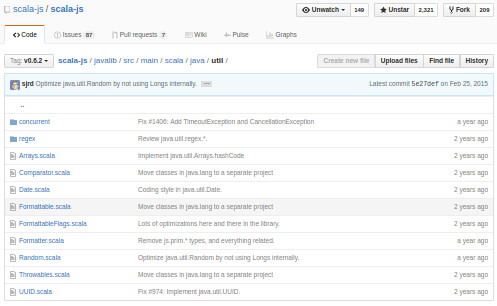 scala-js / scala-js
Unwatch 149 Unstar 2,321 Fork 209
Code Issues 87 Pull requests 7 Wiki Pulse Graphs
Tag: v0.6.2 scala-js / javalib / src / main / scala / java / util / Create new file Upload files Find file History
sjrd Optimize java.util.Random by not using Longs internally. Latest commit 5e27def on Feb 25, 2015
..
concurrent Fix #1406: Add TimeoutException and CancellationException a year ago
regex Review java.util.regex.*. 2 years ago
Arrays.scala Implement java.util.Arrays.hashCode 2 years ago
Comparator.scala Move classes in java.lang to a separate project 2 years ago
Date.scala Coding style in java.util.Date. 2 years ago
Formattable.scala Move classes in java.lang to a separate project 2 years ago
FormattableFlags.scala Lots of optimizations here and there in the library. 2 years ago
Formatter.scala Remove js.prim.* types, and everything related. a year ago
Random.scala Optimize java.util.Random by not using Longs internally. a year ago
Throwables.scala Move classes in java.lang to a separate project 2 years ago
UUID.scala Fix #974: Implement java.util.UUID. 2 years ago